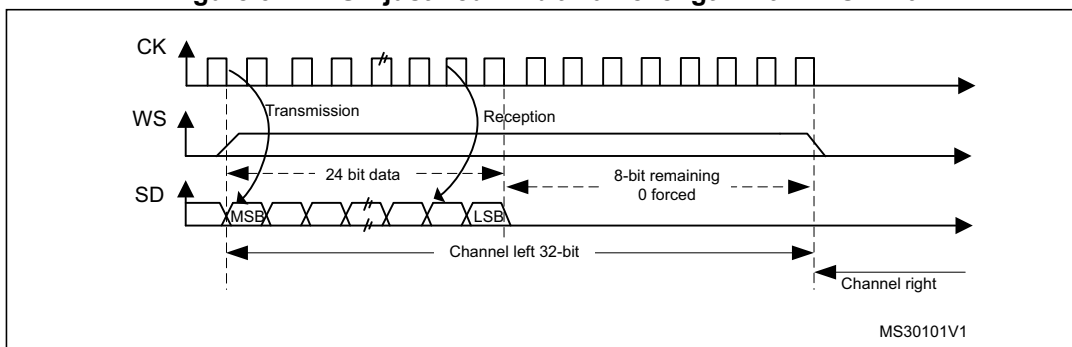 CK
Transmission
Reception
WS
24 bit data
8-bit remaining
0 forced
SD
MSB
LSB
Channel left 32-bit
Channel right
MS30101V1